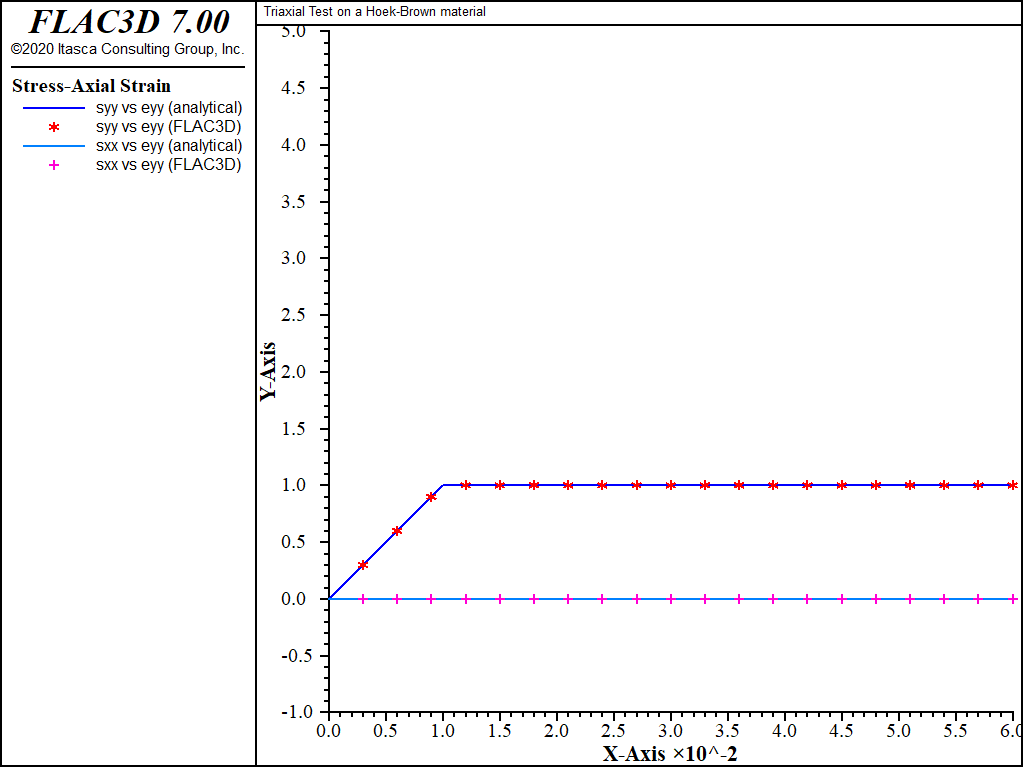 FLAC3D 7.00
©2020 Itasca Consulting Group, Inc.
Stress-Axial Strain
syy vs eyy (analytical)
syy vs eyy (FLAC3D)
sxx vs eyy (analytical)
sxx vs eyy (FLAC3D)
Triaxial Test on a Hoek-Brown material
5.0
4.5
4.0
3.5
3.0
2.5
2.0
1.5
1.0
0.5
0.0
-0.5
-1.0
Y-Axis
0.0 0.5 1.0 1.5 2.0 2.5 3.0 3.5 4.0 4.5 5.0 5.5 6.0
X-Axis ×10^-2